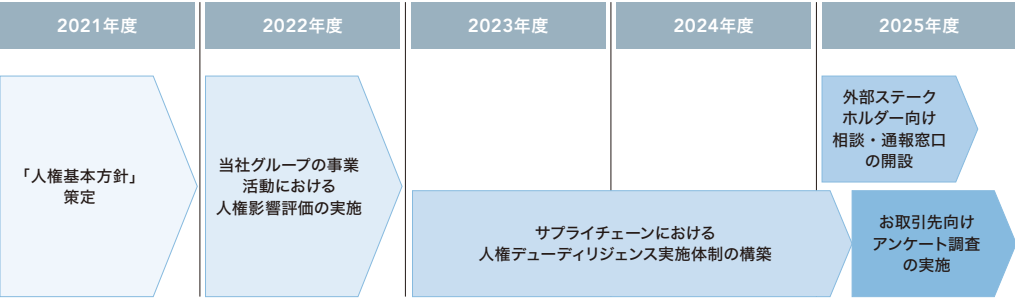 2021年度
2022年度
2023年度
2024年度
2025年度
「人権基本方針」
策定
当社グループの事業
活動における
人権影響評価の実施
サプライチェーンにおける
人権デューディリジェンス実施体制の構築
外部ステーク
ホルダー向け
相談・通報窓口
の開設
お取引先向け
アンケート調査
の実施